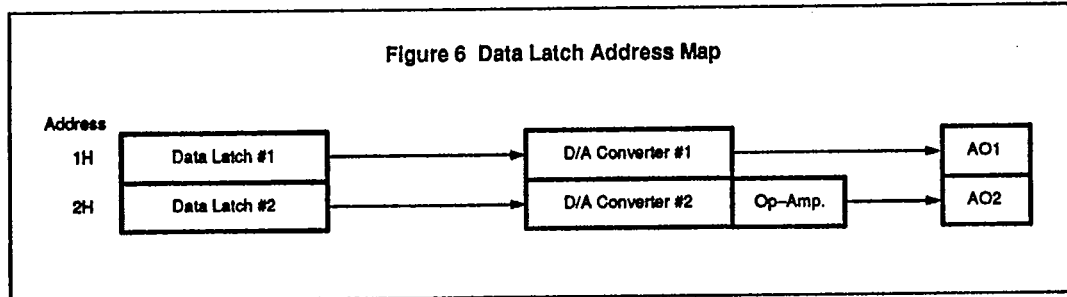 Figure 6 Data Latch Address Map
Address
1H Data Latch #1 D/A Converter #1 AO1
2H Data Latch #2 D/A Converter #2 Op–Amp. AO2